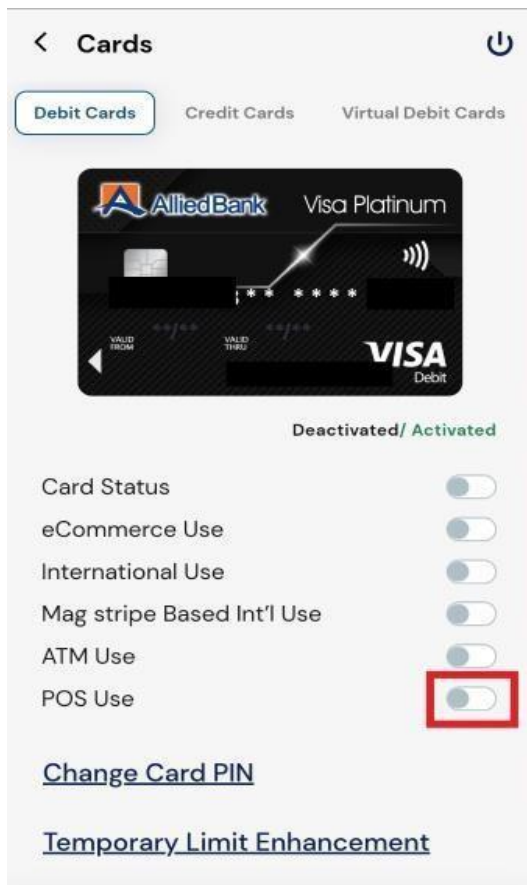 Cards
Debit Cards Credit Cards Virtual Debit Cards
Allied Bank Visa Platinum
** ****
**/** **/**
VALID FROM VALID THRU
VISA
Debit
Deactivated/ Activated
Card Status
eCommerce Use
International Use
Mag stripe Based Int'l Use
ATM Use
POS Use
Change Card PIN
Temporary Limit Enhancement